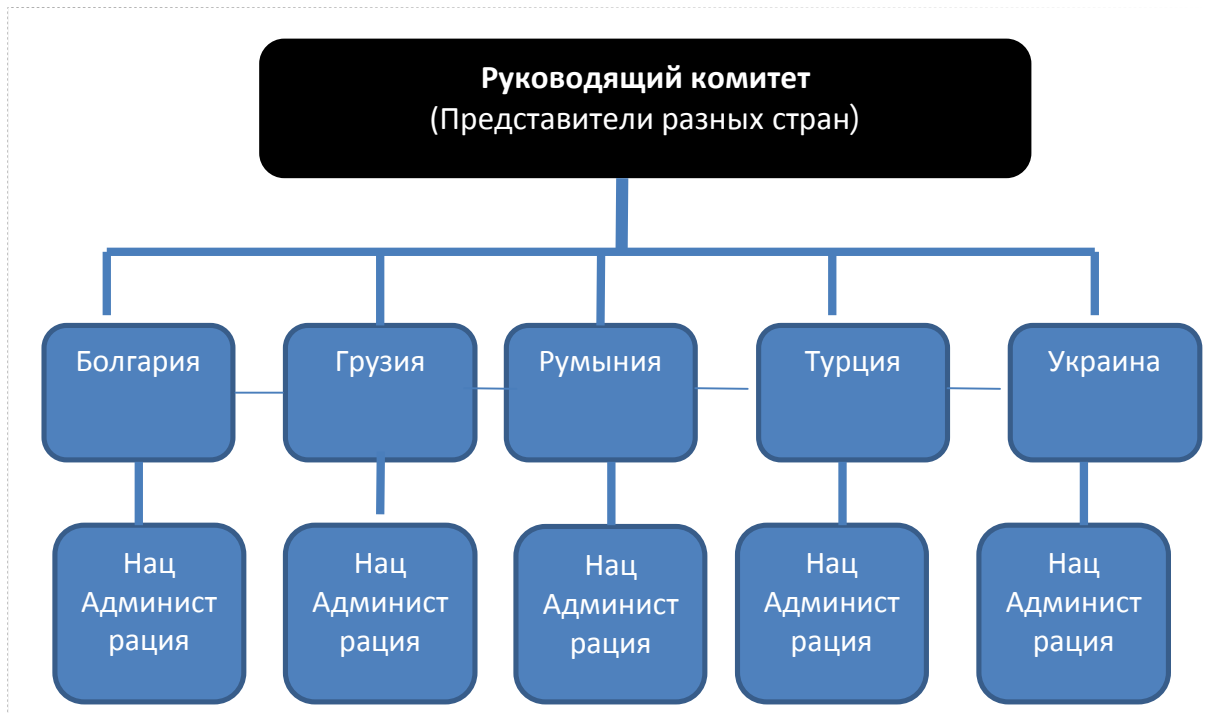 Руководящий комитет
(Представители разных стран)
Болгария
Грузия
Румыния
Турция
Украина
Нац
Админист
рация
Нац
Админист
рация
Нац
Админист
рация
Нац
Админист
рация
Нац
Админист
рация